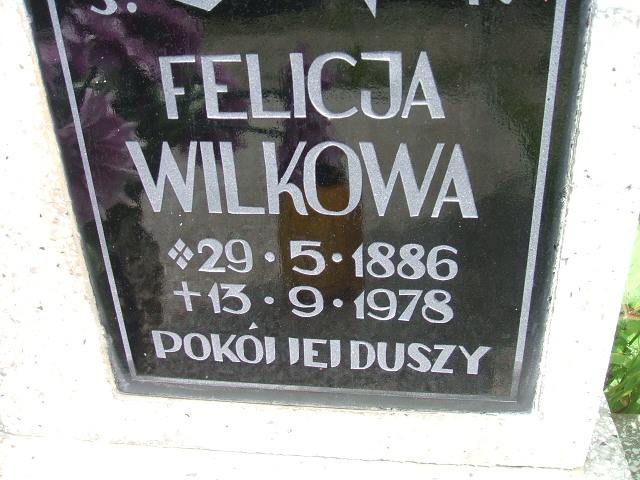 FELICJA
WILKOWA
29·5·1886
+13·9·1978
POKÓJ JEJ DUSZY